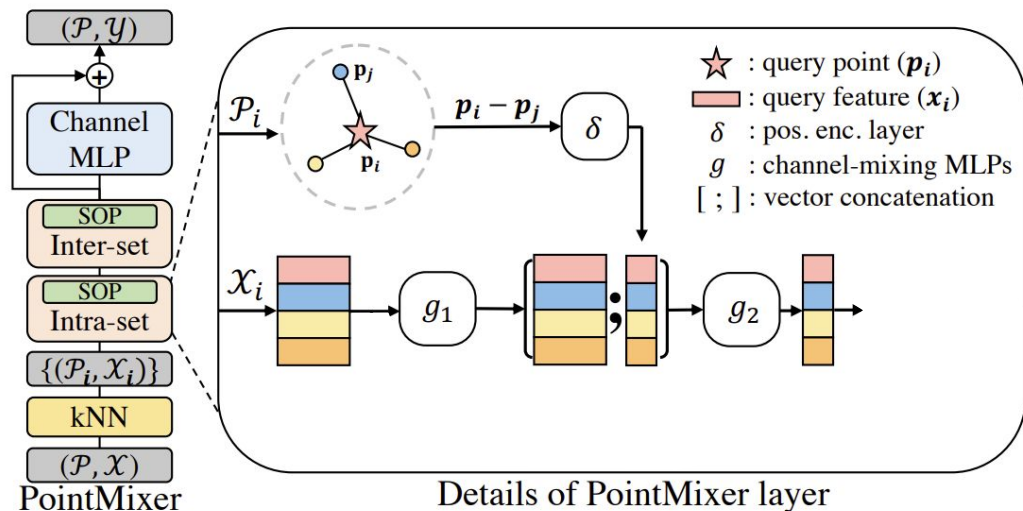 (𝒫, 𝒴)
+
Channel
MLP
SOP
Inter-set
SOP
Intra-set
{(𝒫ᵢ, 𝒳ᵢ)}
kNN
(𝒫, 𝒳)
PointMixer
𝒫ᵢ
pⱼ
pᵢ
pᵢ − pⱼ
δ
: query point (pᵢ)
: query feature (xᵢ)
δ : pos. enc. layer
g : channel-mixing MLPs
[ ; ] : vector concatenation
𝒳ᵢ
g₁
[ ; ]
g₂
Details of PointMixer layer